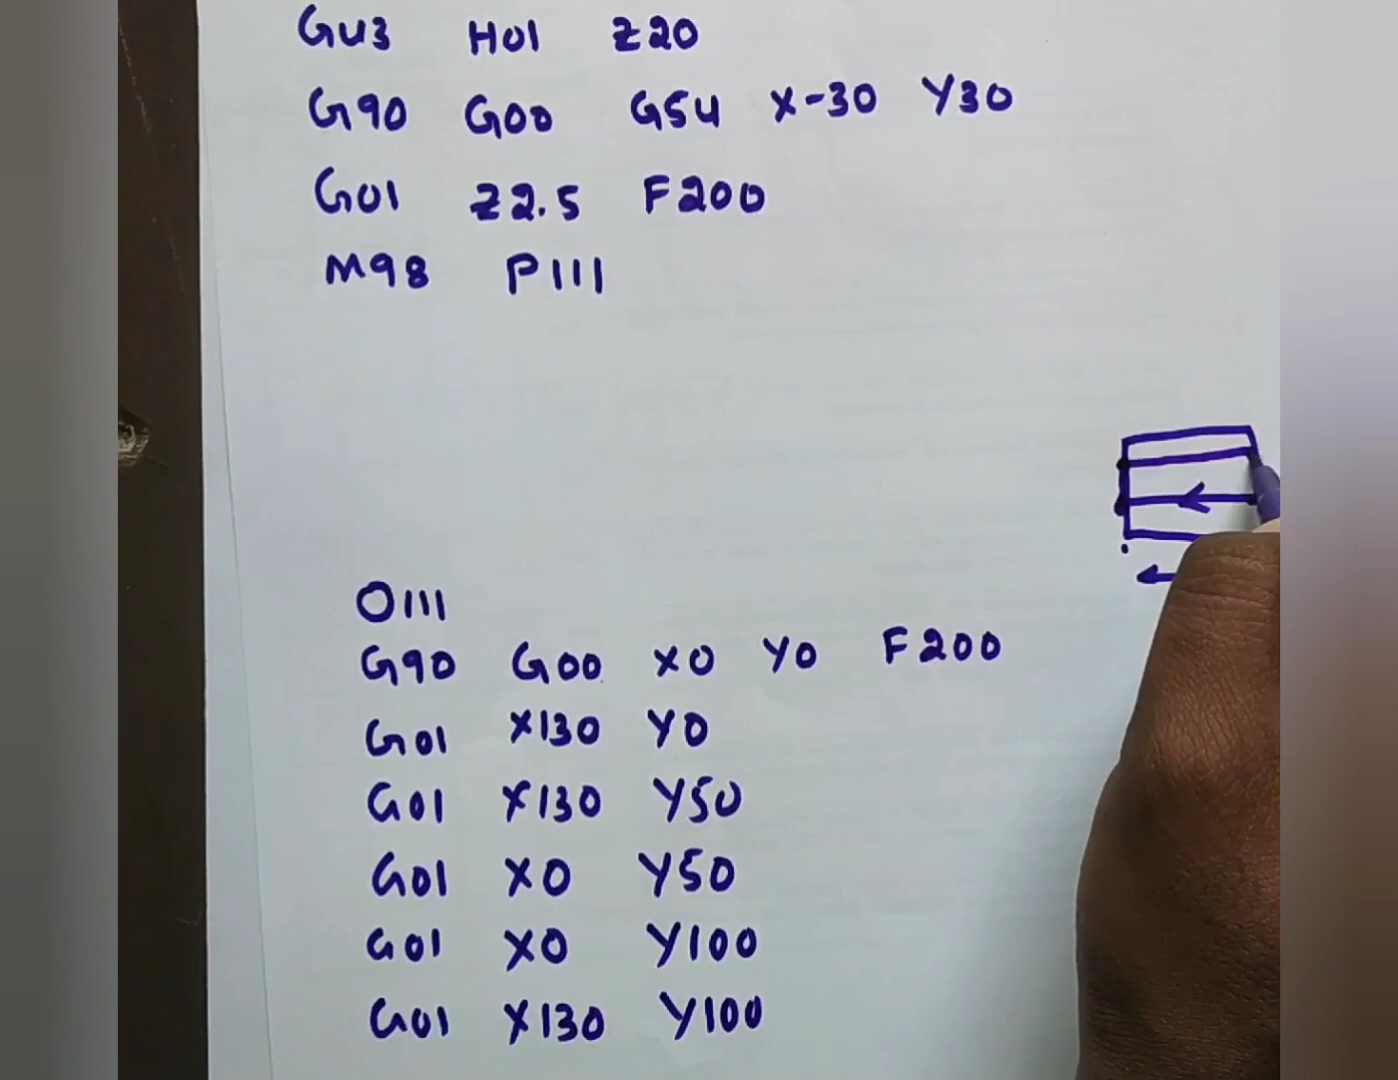 G43 H01 Z20
G90 G00 G54 X-30 Y30
G01 Z2.5 F200
M98 P111
O111
G90 G00 X0 Y0 F200
G01 X130 Y0
G01 X130 Y50
G01 X0 Y50
G01 X0 Y100
G01 X130 Y100